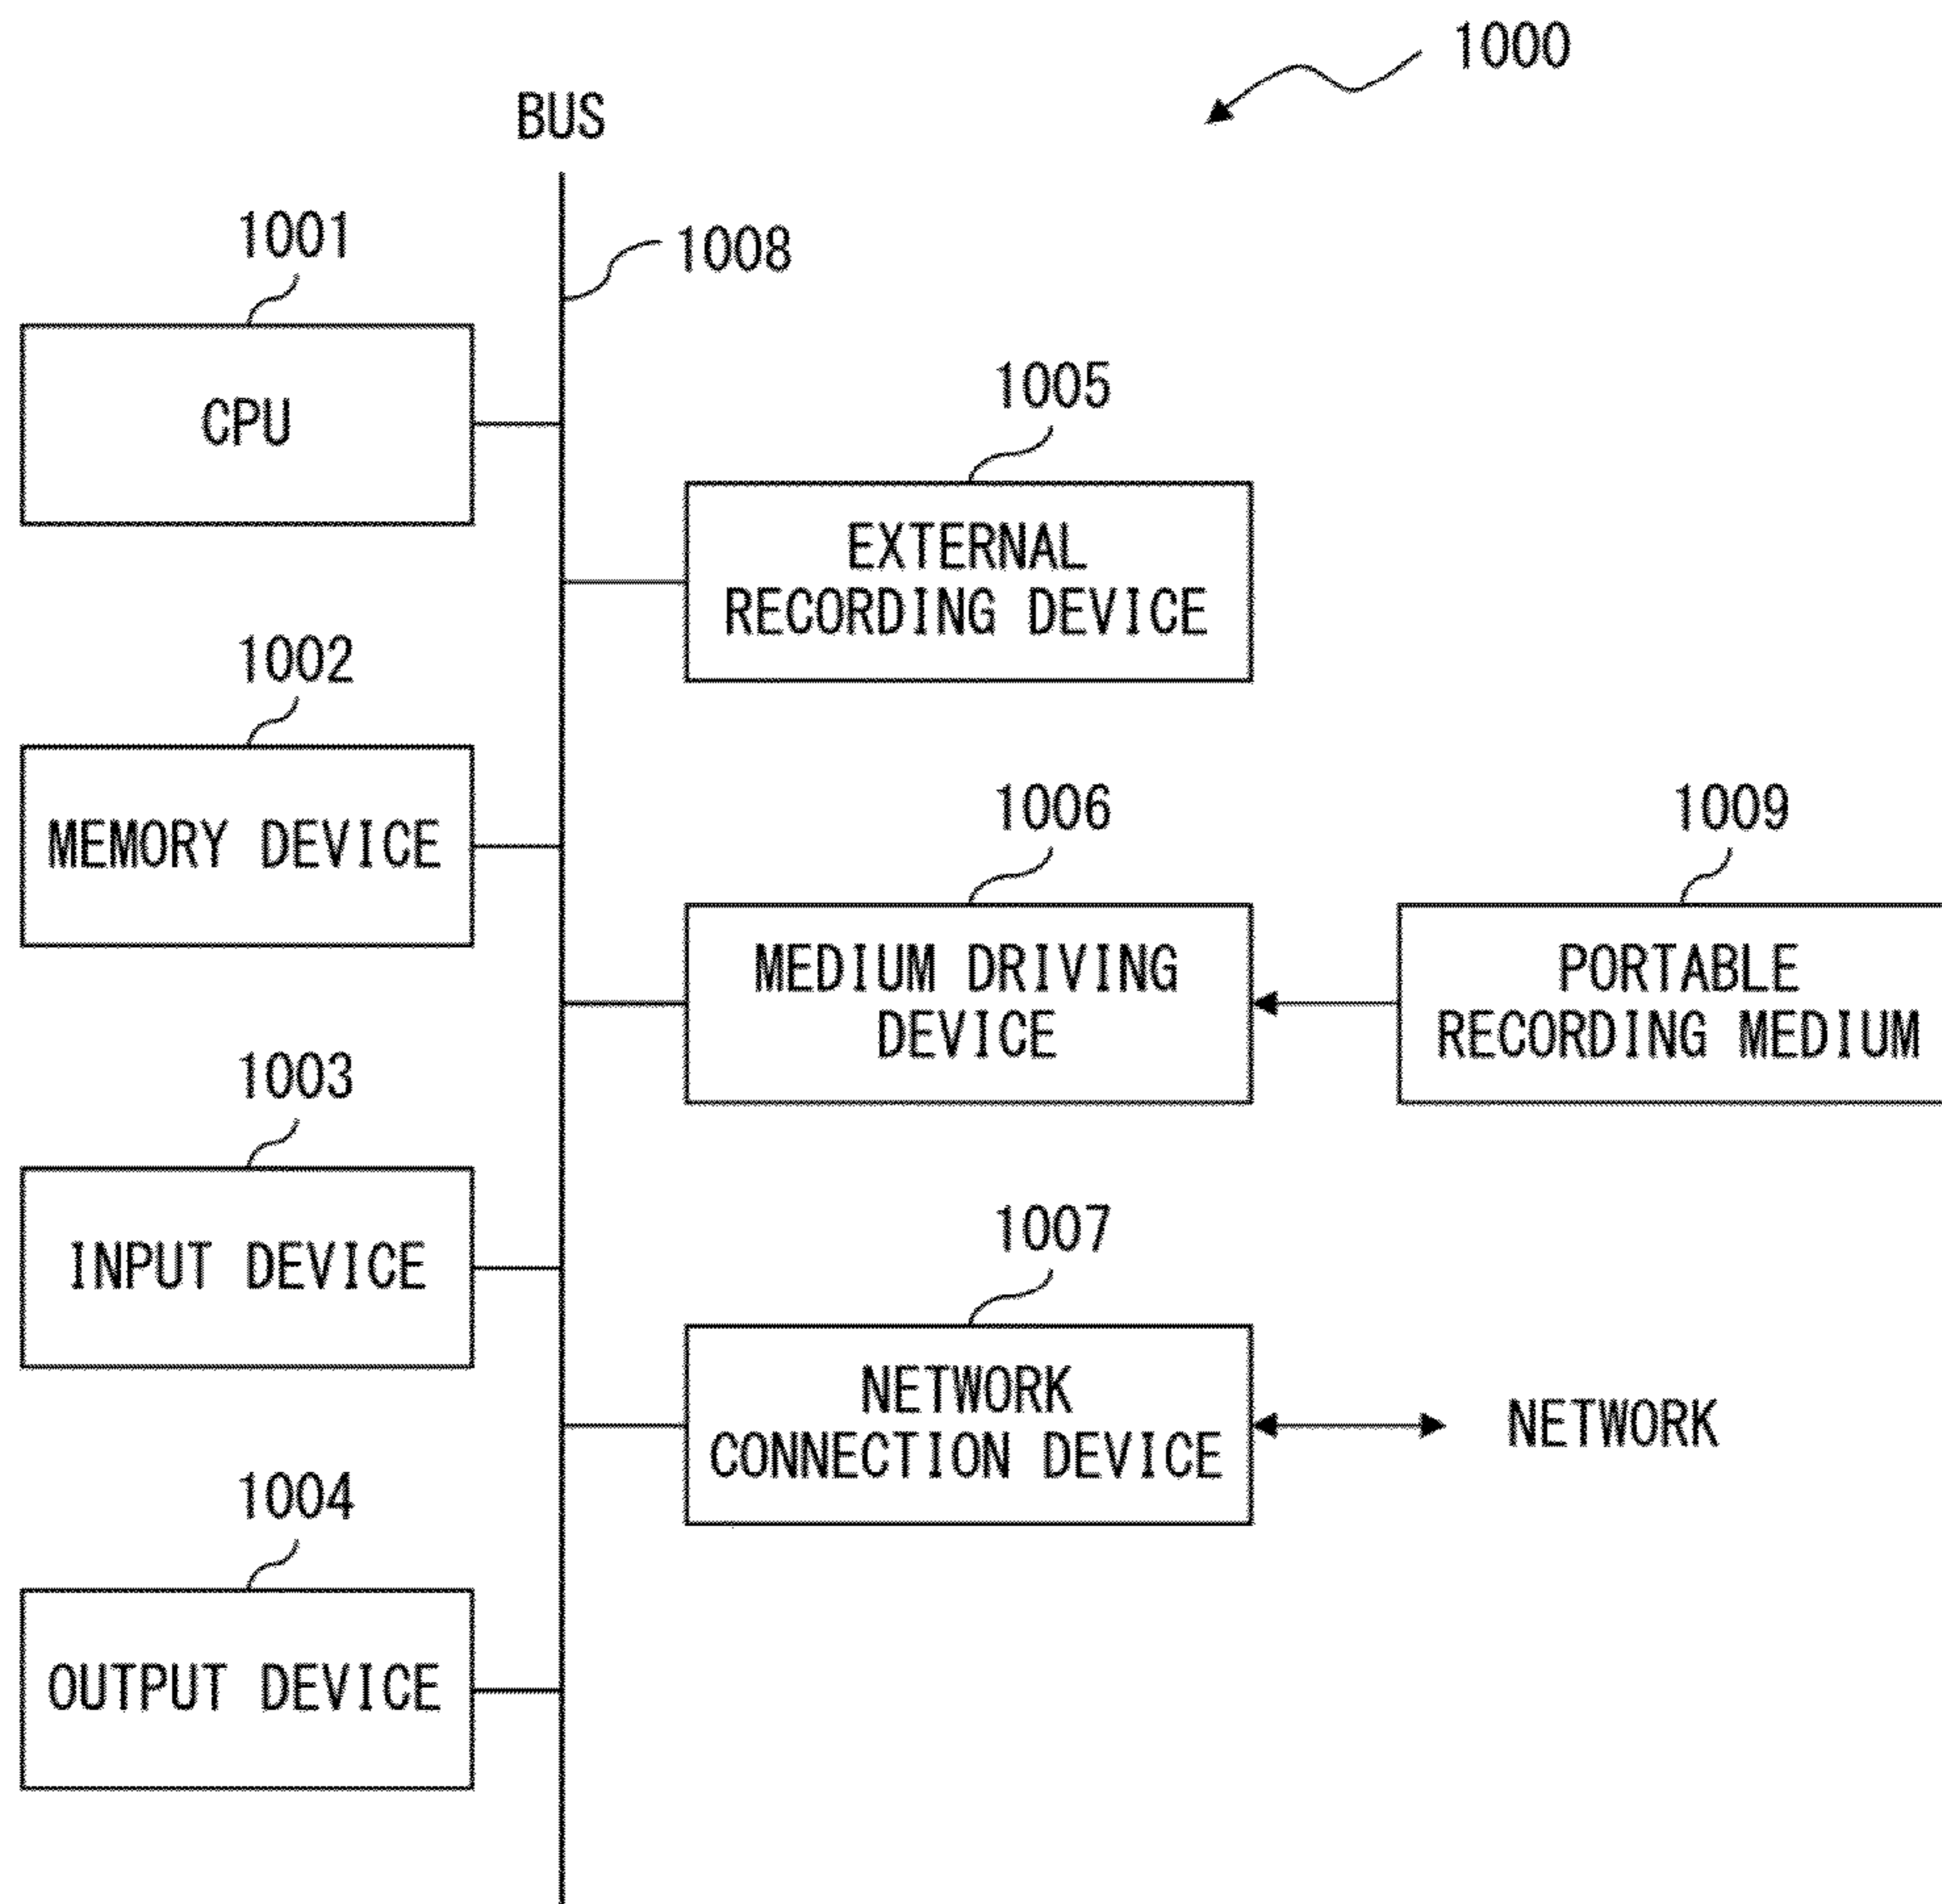 1000
BUS
1001
1008
CPU
1005
EXTERNAL
RECORDING DEVICE
1002
MEMORY DEVICE
1006
1009
MEDIUM DRIVING
DEVICE
PORTABLE
RECORDING MEDIUM
1003
INPUT DEVICE
1007
NETWORK
CONNECTION DEVICE
NETWORK
1004
OUTPUT DEVICE